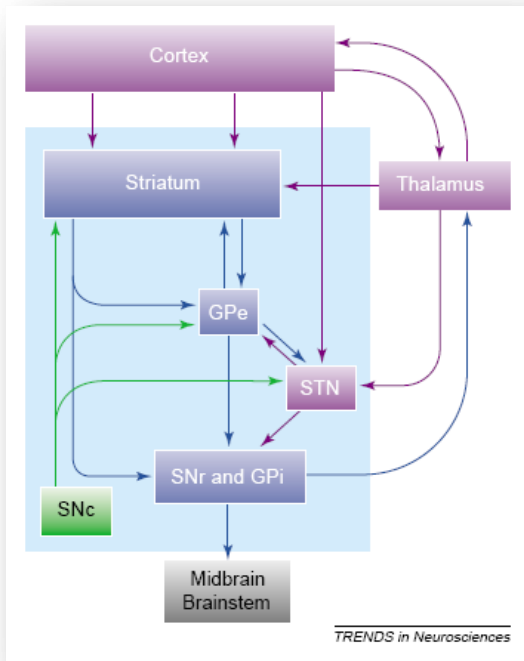 Cortex
Striatum
Thalamus
GPe
STN
SNr and GPi
SNc
Midbrain
Brainstem
TRENDS in Neurosciences